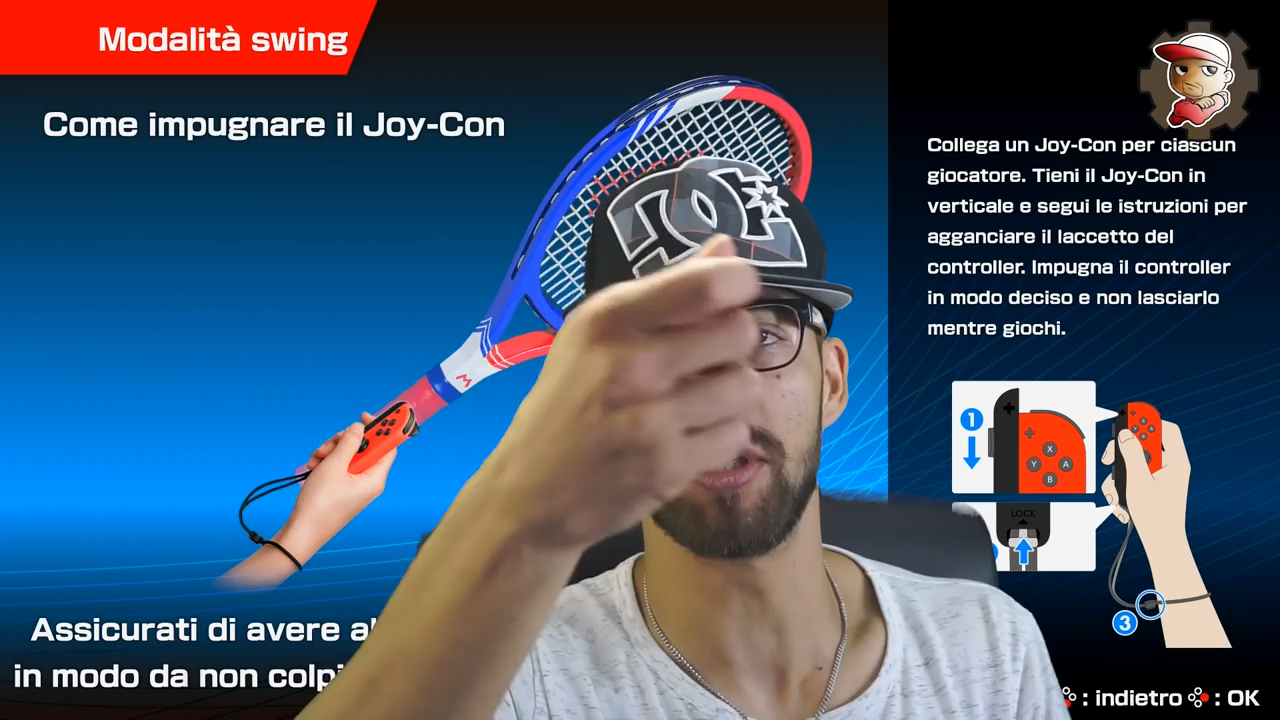 Modalità swing
Come impugnare il Joy-Con
Collega un Joy-Con per ciascun
giocatore. Tieni il Joy-Con in
verticale e segui le istruzioni per
agganciare il laccetto del
controller. Impugna il controller
in modo deciso e non lasciarlo
mentre giochi.
M
1
X
Y A
B
LOCK
3
Assicurati di avere
in modo da non
: indietro : OK